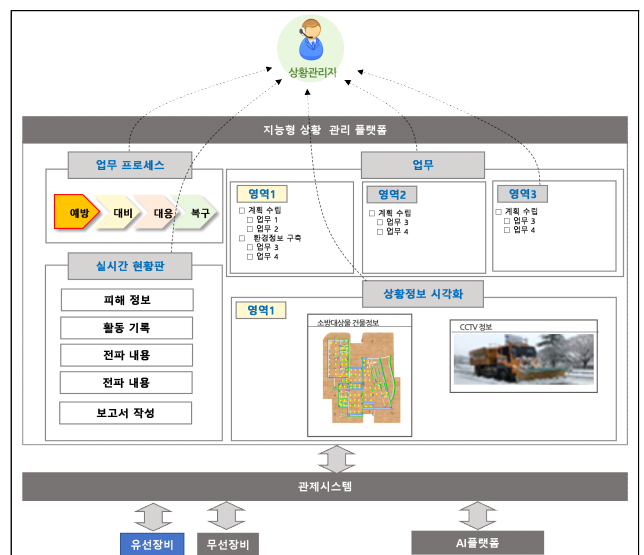 상황관리자
지능형 상황 관리 플랫폼
업무 프로세스
예방
대비
대응
복구
업무
영역1
□ 계획 수립
□ 업무 1
□ 업무 2
□ 환경정보 구축
□ 업무 3
□ 업무 4
영역2
□ 계획 수립
□ 업무 3
□ 업무 4
영역3
□ 계획 수립
□ 업무 3
□ 업무 4
실시간 현황판
피해 정보
활동 기록
전파 내용
전파 내용
보고서 작성
상황정보 시각화
영역1
소방대상물 건물정보
CCTV 정보
관제시스템
유선장비
무선장비
AI플랫폼